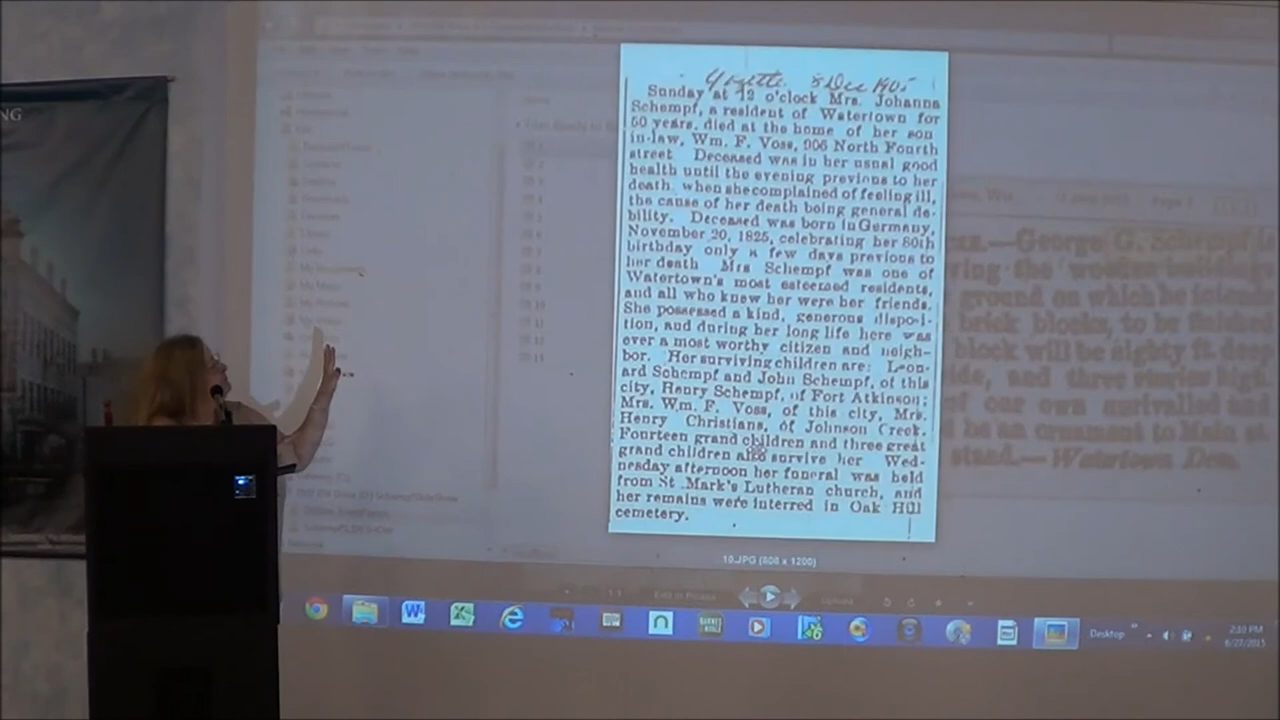 NG
Gazette 8 Dec 1905
Sunday at 12 o'clock Mrs. Johanna
Schempf, a resident of Watertown for
50 years, died at the home of her son
in-law, Wm. F. Voss, 906 North Fourth
street. Deceased was in her usual good
health until the evening previous to her
death, when she complained of feeling ill,
the cause of her death being general de-
bility. Deceased was born in Germany,
November 20, 1825, celebrating her 80th
birthday only a few days previous to
her death Mrs Schempf was one of
Watertown's most esteemed residents,
and all who knew her were her friends.
She possessed a kind, generous disposi-
tion, and during her long life here was
ever a most worthy citizen and neigh-
bor. Her surviving children are: Leon-
ard Schempf and John Schempf, of this
city, Henry Schempf, of Fort Atkinson;
Mrs. Wm. F. Voss, of this city, Mrs.
Henry Christians, of Johnson Creek.
Fourteen grand children and three great
grand children also survive her Wed-
nesday afternoon her funeral was held
from St Mark's Lutheran church, and
her remains were interred in Oak Hill
cemetery.
—George G. Schempf is
ving the wooden buildings
ground on which he intends
brick blocks, to be finished
block will be eighty ft. deep
and three stories high.
of our own unrivalled and
be an ornament to Main st.
stand.—Watertown Dem.
10.JPG (808 x 1200)
Desktop
2:10 PM
6/27/2015